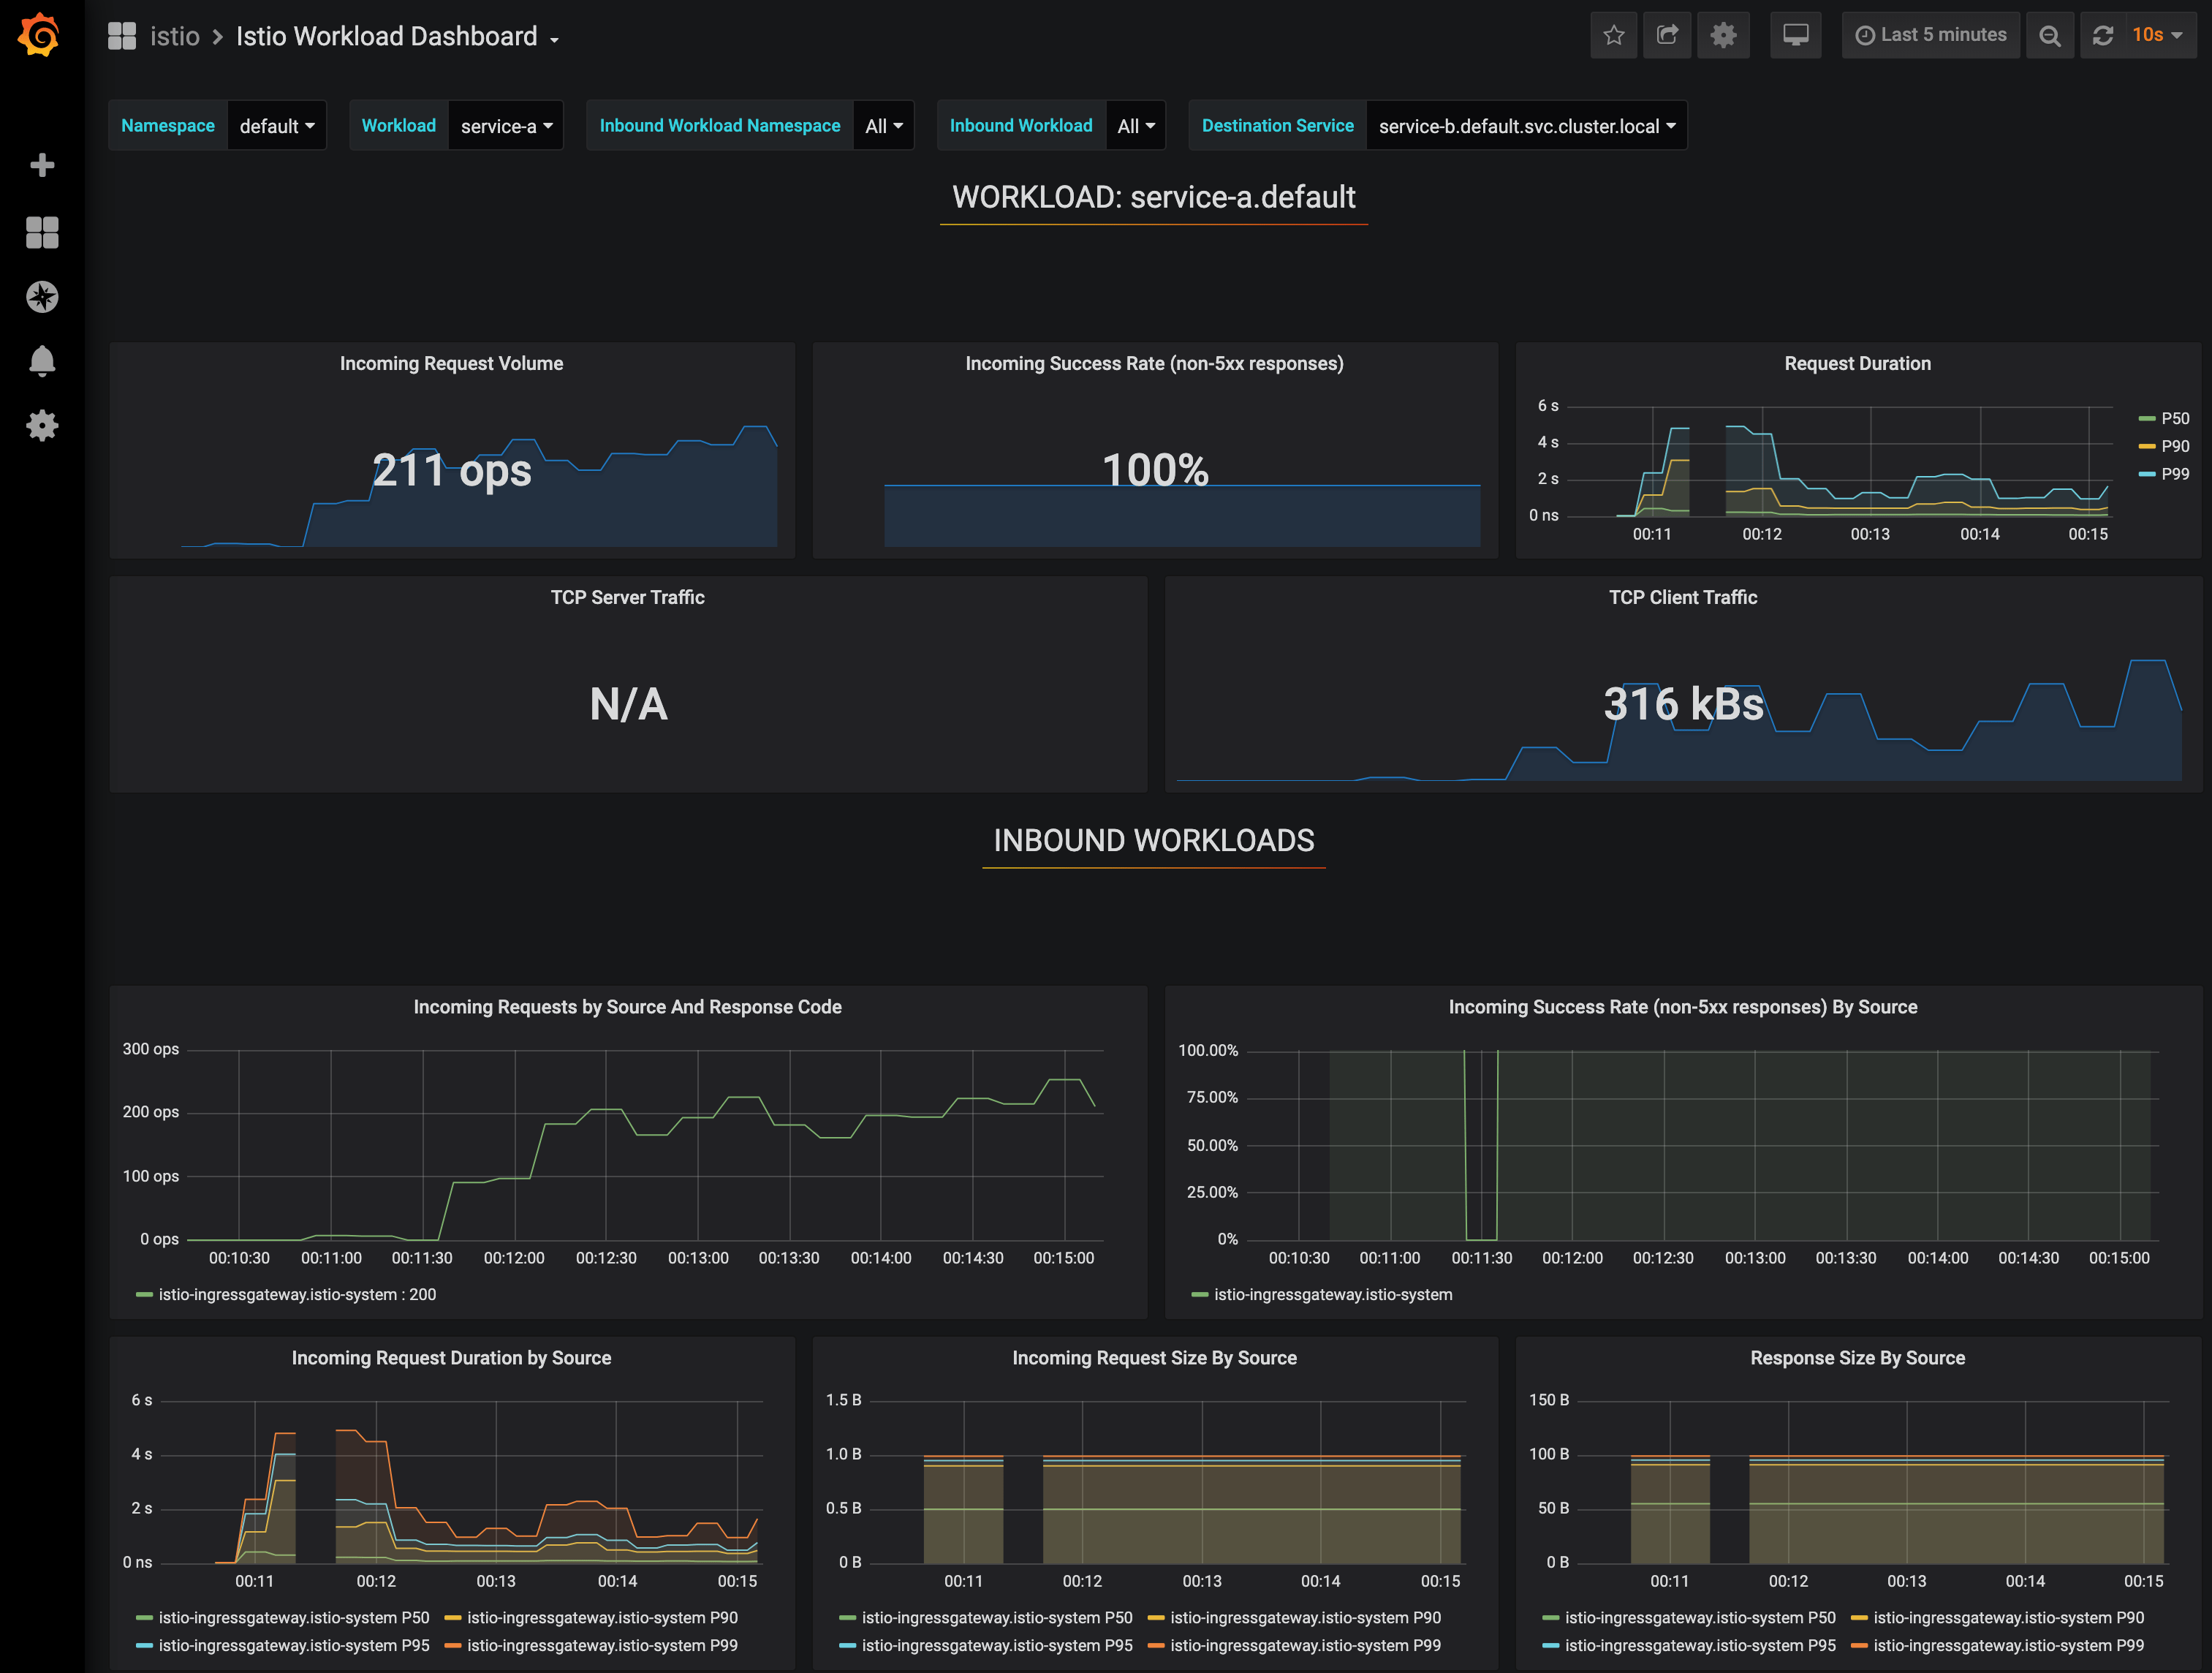 istio > Istio Workload Dashboard
Last 5 minutes
10s
Namespace default
Workload service-a
Inbound Workload Namespace All
Inbound Workload All
Destination Service service-b.default.svc.cluster.local
WORKLOAD: service-a.default
Incoming Request Volume
211 ops
Incoming Success Rate (non-5xx responses)
100%
Request Duration
6 s
4 s
2 s
0 ns
00:11 00:12 00:13 00:14 00:15
P50
P90
P99
TCP Server Traffic
N/A
TCP Client Traffic
316 kBs
INBOUND WORKLOADS
Incoming Requests by Source And Response Code
300 ops
200 ops
100 ops
0 ops
00:10:30 00:11:00 00:11:30 00:12:00 00:12:30 00:13:00 00:13:30 00:14:00 00:14:30 00:15:00
istio-ingressgateway.istio-system : 200
Incoming Success Rate (non-5xx responses) By Source
100.00%
75.00%
50.00%
25.00%
0%
00:10:30 00:11:00 00:11:30 00:12:00 00:12:30 00:13:00 00:13:30 00:14:00 00:14:30 00:15:00
istio-ingressgateway.istio-system
Incoming Request Duration by Source
6 s
4 s
2 s
0 ns
00:11 00:12 00:13 00:14 00:15
istio-ingressgateway.istio-system P50 istio-ingressgateway.istio-system P90
istio-ingressgateway.istio-system P95 istio-ingressgateway.istio-system P99
Incoming Request Size By Source
1.5 B
1.0 B
0.5 B
0 B
00:11 00:12 00:13 00:14 00:15
istio-ingressgateway.istio-system P50 istio-ingressgateway.istio-system P90
istio-ingressgateway.istio-system P95 istio-ingressgateway.istio-system P99
Response Size By Source
150 B
100 B
50 B
0 B
00:11 00:12 00:13 00:14 00:15
istio-ingressgateway.istio-system P50 istio-ingressgateway.istio-system P90
istio-ingressgateway.istio-system P95 istio-ingressgateway.istio-system P99